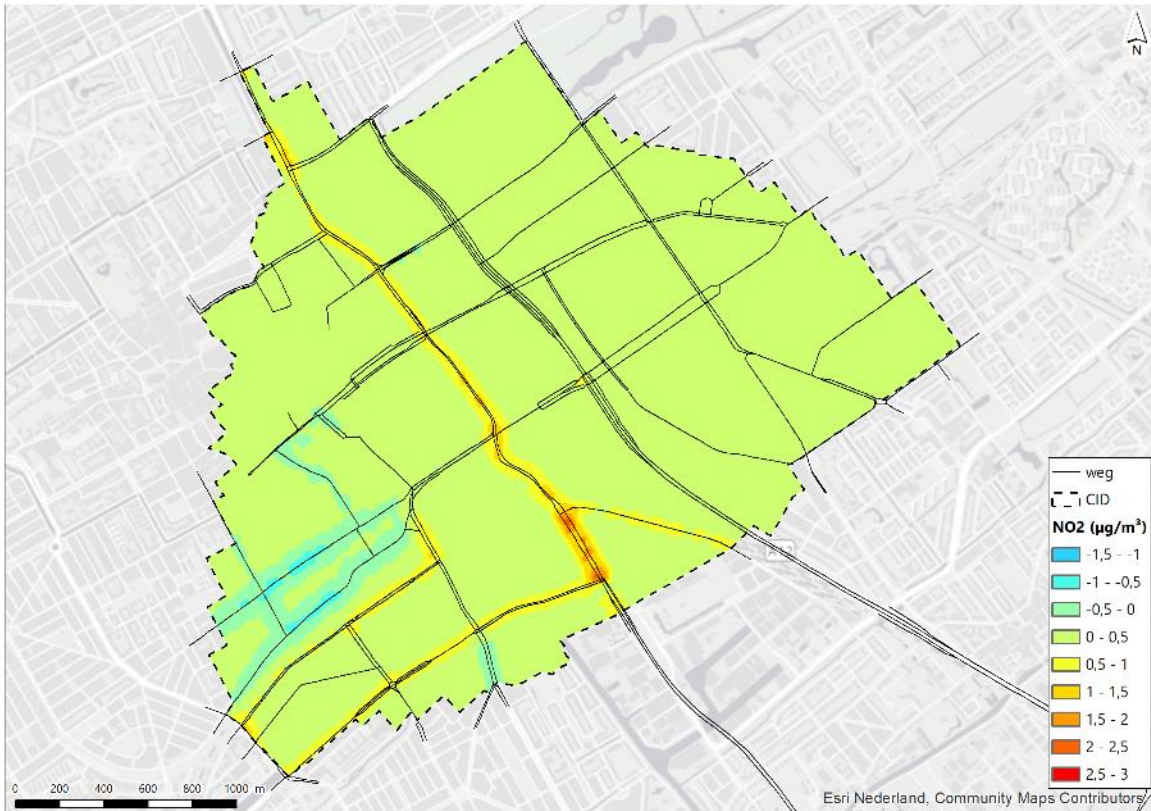 N
weg
CID
NO2 (µg/m³)
-1,5 - -1
-1 - -0,5
-0,5 - 0
0 - 0,5
0,5 - 1
1 - 1,5
1,5 - 2
2 - 2,5
2,5 - 3
0 200 400 600 800 1000 m
Esri Nederland, Community Maps Contributors